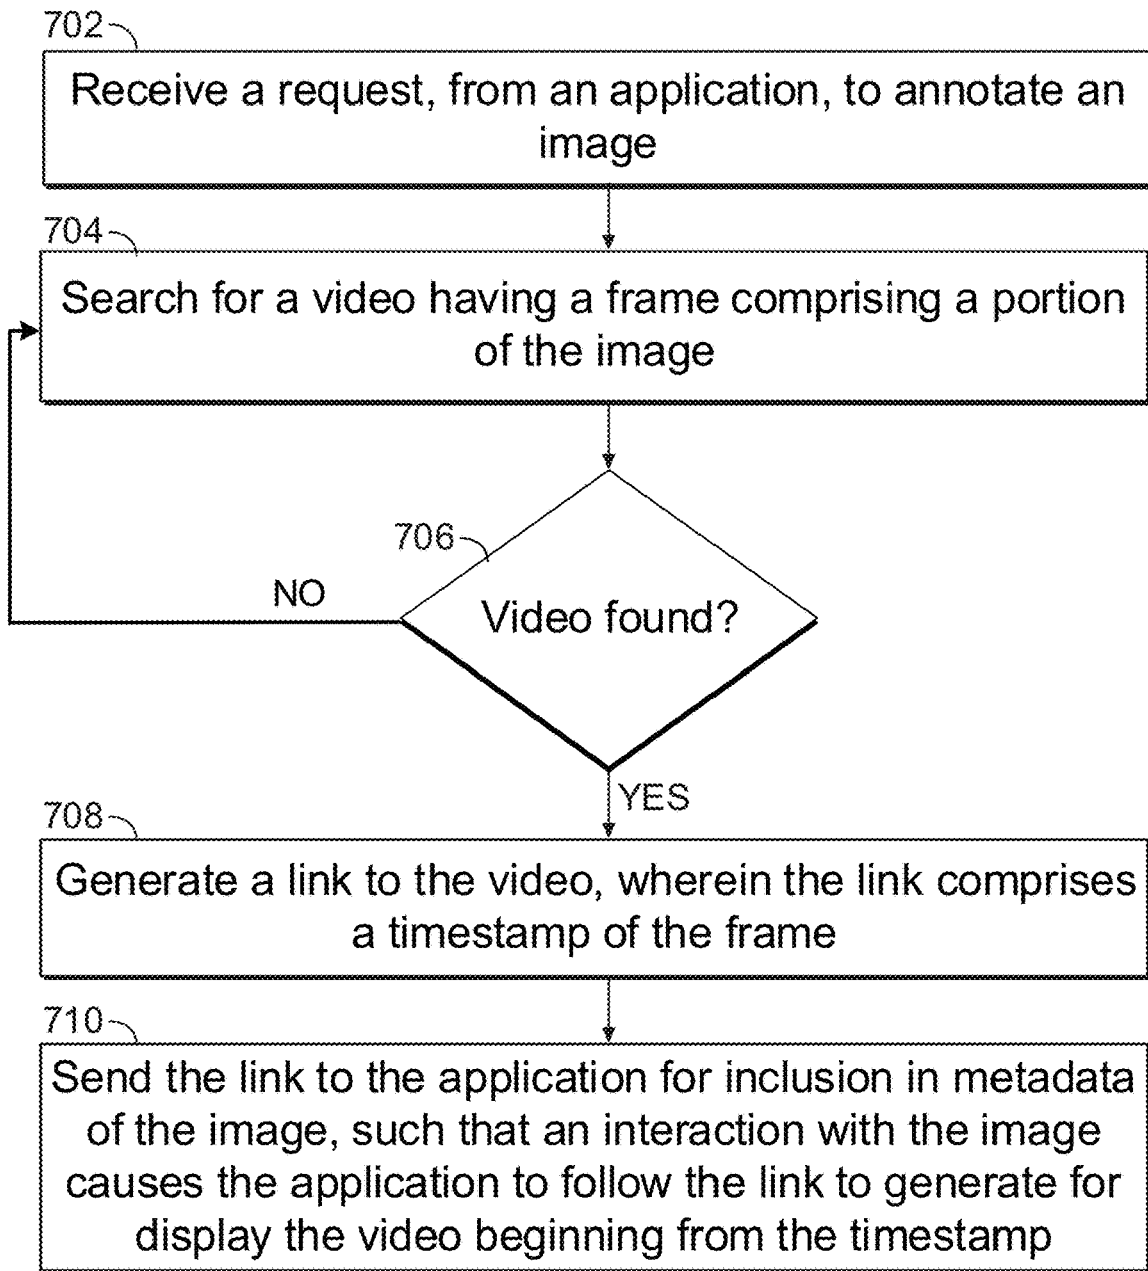 702
Receive a request, from an application, to annotate an
image
704
Search for a video having a frame comprising a portion
of the image
706
NO
Video found?
YES
708
Generate a link to the video, wherein the link comprises
a timestamp of the frame
710
Send the link to the application for inclusion in metadata
of the image, such that an interaction with the image
causes the application to follow the link to generate for
display the video beginning from the timestamp